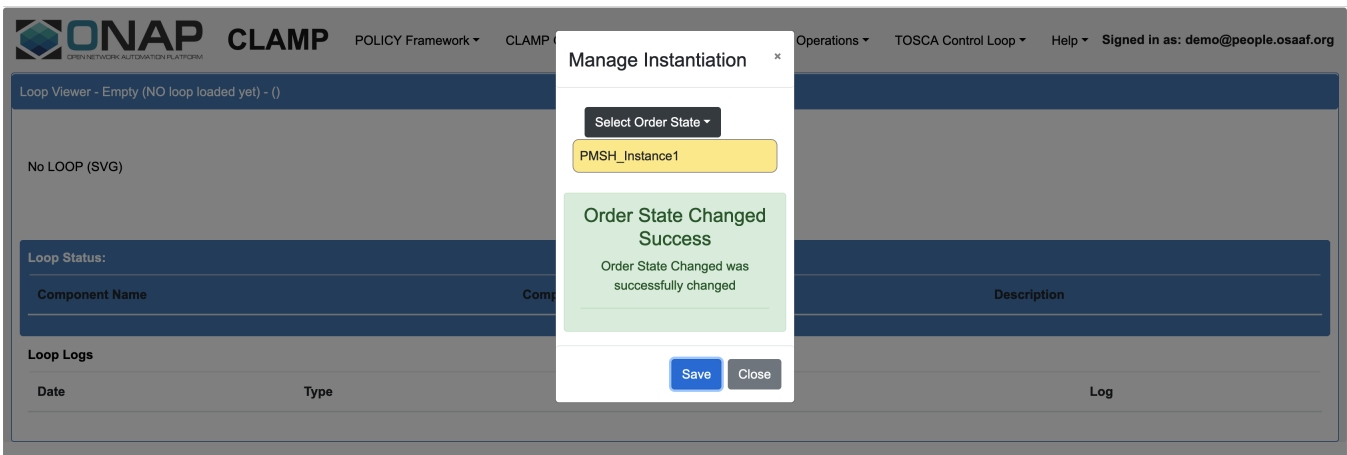 ONAP
OPEN NETWORK AUTOMATION PLATFORM
CLAMP
POLICY Framework
CLAMP
Operations
TOSCA Control Loop
Help
Signed in as: demo@people.osaaf.org
Manage Instantiation
×
Loop Viewer - Empty (NO loop loaded yet) - ()
Select Order State
PMSH_Instance1
No LOOP (SVG)
Order State Changed
Success
Order State Changed was
successfully changed
Loop Status:
Component Name
Description
Loop Logs
Save
Close
Date
Type
Log